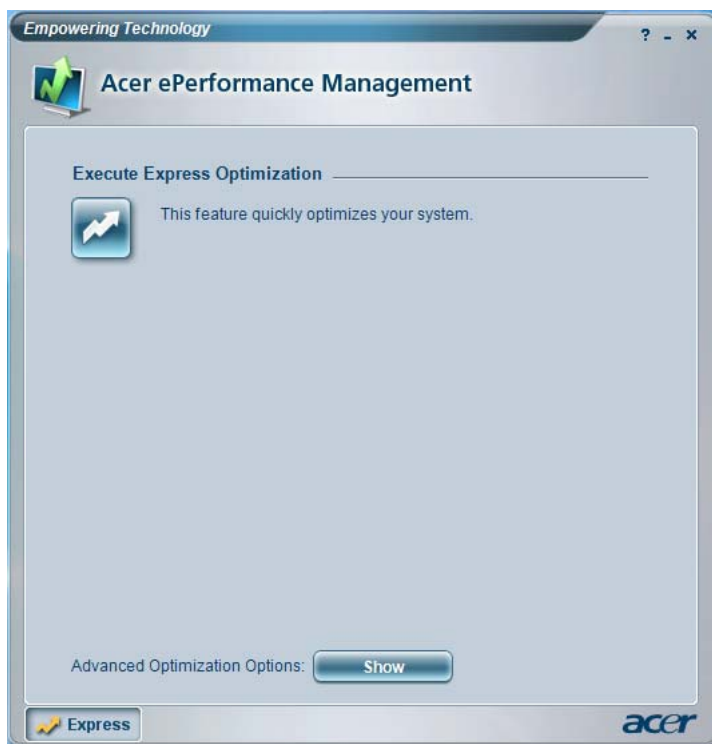 Empowering Technology
? - ×
Acer ePerformance Management
Execute Express Optimization
This feature quickly optimizes your system.
Advanced Optimization Options: Show
Express
acer